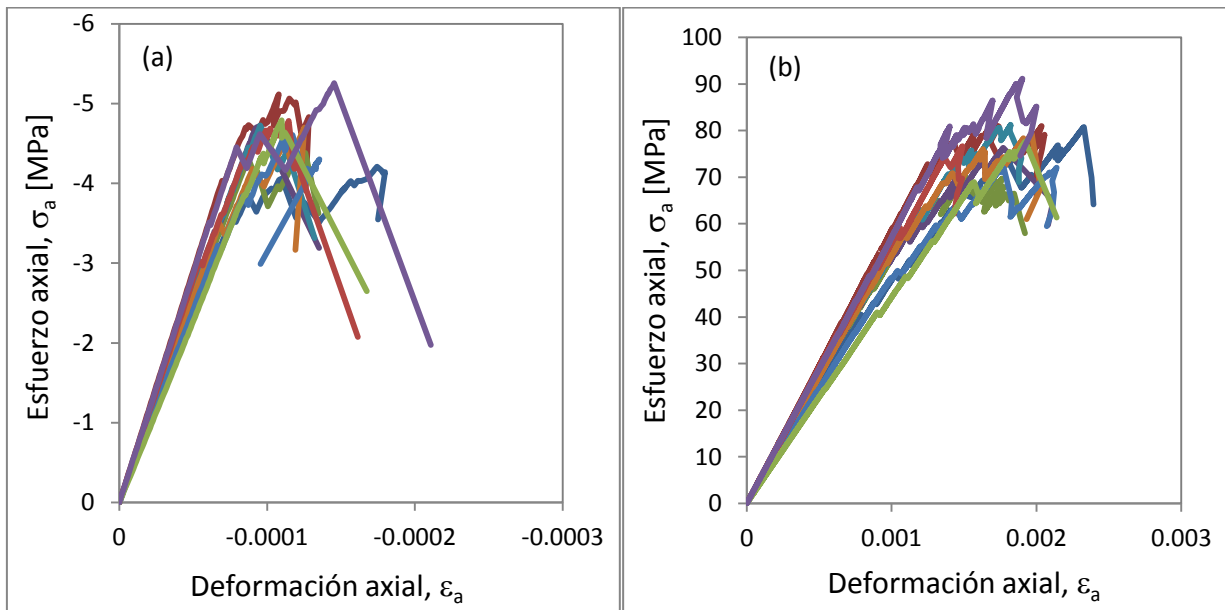 (a)
Esfuerzo axial, σa [MPa]
-6
-5
-4
-3
-2
-1
0
0 -0.0001 -0.0002 -0.0003
Deformación axial, εa
(b)
Esfuerzo axial, σa [MPa]
100
90
80
70
60
50
40
30
20
10
0
0 0.001 0.002 0.003
Deformación axial, εa